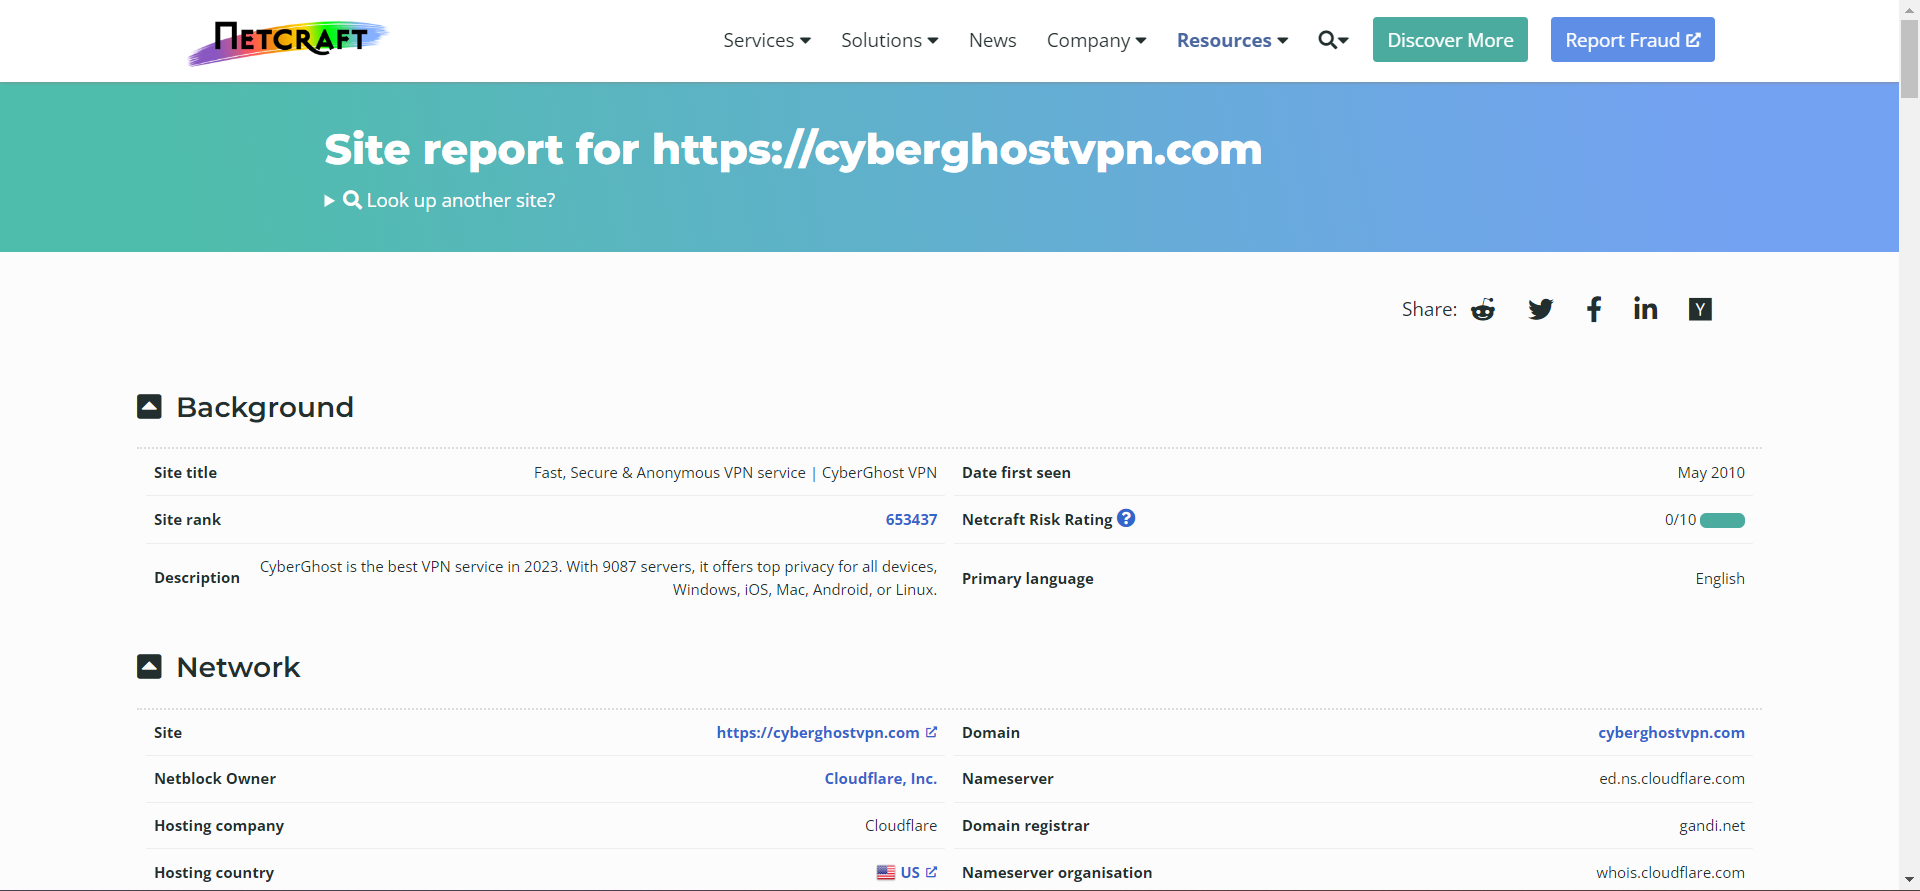 NETCRAFT
Services Solutions News Company Resources Discover More Report Fraud
Site report for https://cyberghostvpn.com
Look up another site?
Share:
Background
Site title Fast, Secure & Anonymous VPN service | CyberGhost VPN Date first seen May 2010
Site rank 653437 Netcraft Risk Rating ? 0/10
Description CyberGhost is the best VPN service in 2023. With 9087 servers, it offers top privacy for all devices,
Windows, iOS, Mac, Android, or Linux.
Primary language English
Network
Site https://cyberghostvpn.com Domain cyberghostvpn.com
Netblock Owner Cloudflare, Inc. Nameserver ed.ns.cloudflare.com
Hosting company Cloudflare Domain registrar gandi.net
Hosting country US Nameserver organisation whois.cloudflare.com